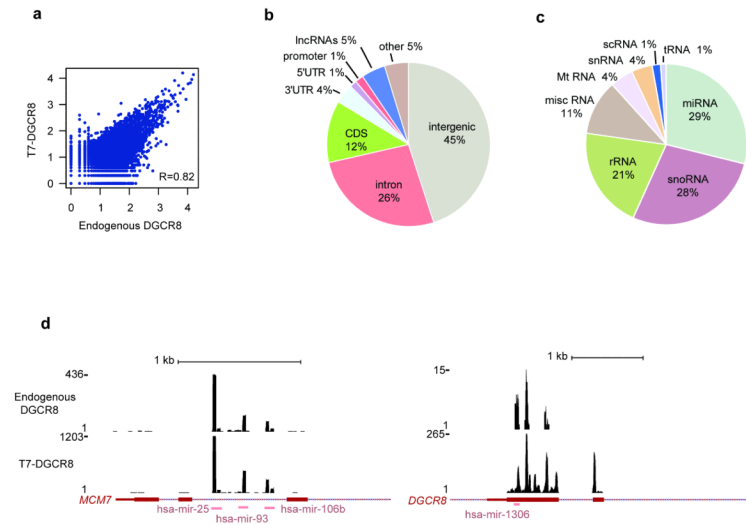 a
T7-DGCR8
4
3
2
1
0
R=0.82
0 1 2 3 4
Endogenous DGCR8
b
lncRNAs 5%
other 5%
promoter 1%
5'UTR 1%
3'UTR 4%
CDS
12%
intergenic
45%
intron
26%
c
scRNA 1%
tRNA 1%
snRNA 4%
Mt RNA 4%
misc RNA
11%
miRNA
29%
rRNA
21%
snoRNA
28%
d
1 kb
436
Endogenous
DGCR8
1
1203
T7-DGCR8
1
MCM7
hsa-mir-25
hsa-mir-93
hsa-mir-106b
1 kb
15
1
265
1
DGCR8
hsa-mir-1306